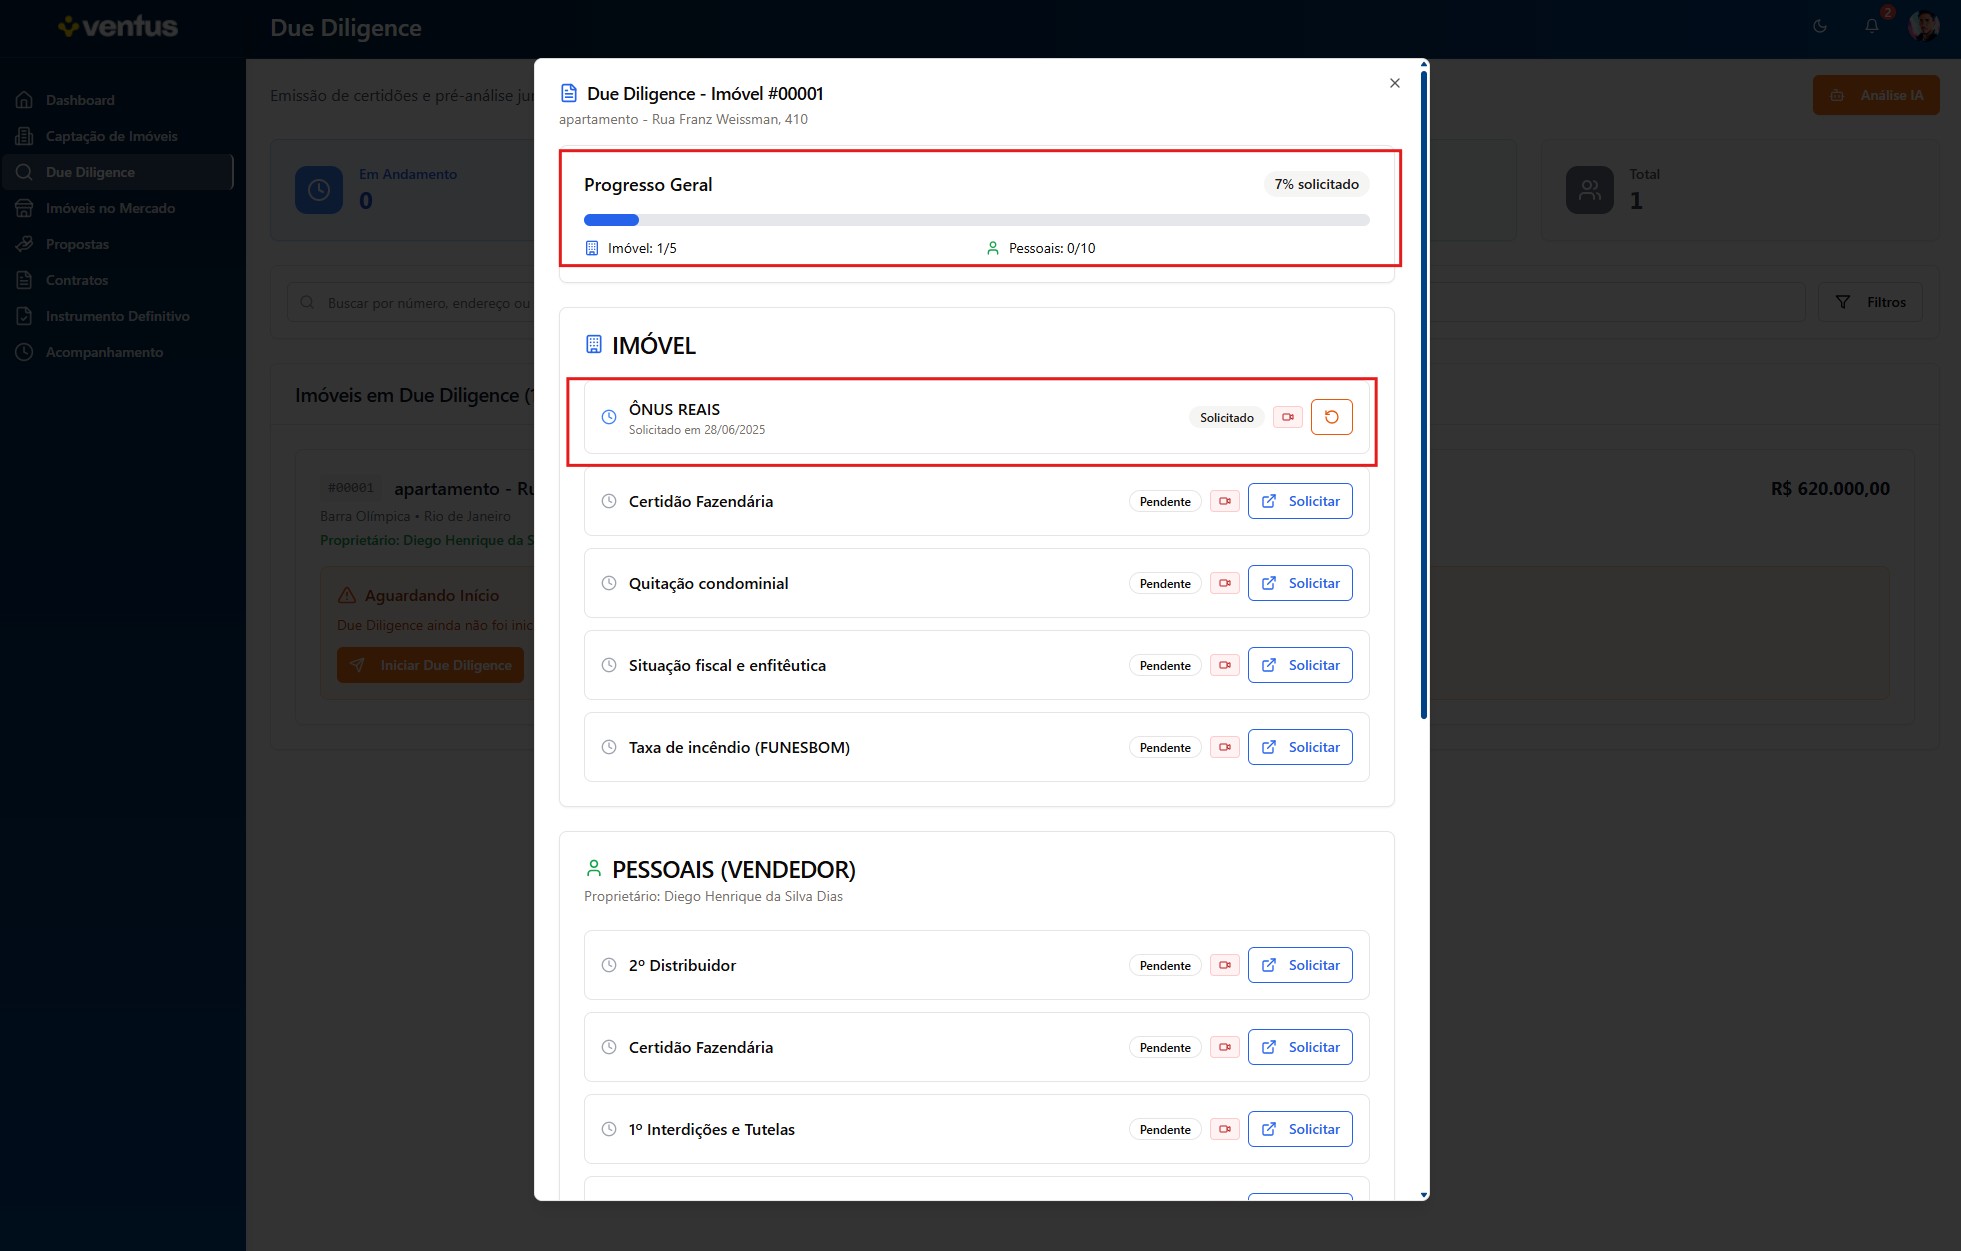 ventus
Due Diligence
2
Dashboard
Captação de Imóveis
Due Diligence
Imóveis no Mercado
Propostas
Contratos
Instrumento Definitivo
Acompanhamento
Emissão de certidões e pré-análise
Análise IA
Em Andamento
0
Total
1
Buscar por número, endereço ou
Filtros
Imóveis em Due Diligence
#00001
apartamento -
R$ 620.000,00
Barra Olímpica • Rio de Janeiro
Proprietário: Diego Henrique da
Aguardando Início
Due Diligence ainda não foi
Iniciar Due Diligence
Due Diligence - Imóvel #00001
apartamento - Rua Franz Weissman, 410
Progresso Geral
7% solicitado
Imóvel: 1/5
Pessoais: 0/10
IMÓVEL
ÔNUS REAIS
Solicitado em 28/06/2025
Solicitado
Certidão Fazendária
Pendente
Solicitar
Quitação condominial
Pendente
Solicitar
Situação fiscal e enfitêutica
Pendente
Solicitar
Taxa de incêndio (FUNESBOM)
Pendente
Solicitar
PESSOAIS (VENDEDOR)
Proprietário: Diego Henrique da Silva Dias
2º Distribuidor
Pendente
Solicitar
Certidão Fazendária
Pendente
Solicitar
1º Interdições e Tutelas
Pendente
Solicitar